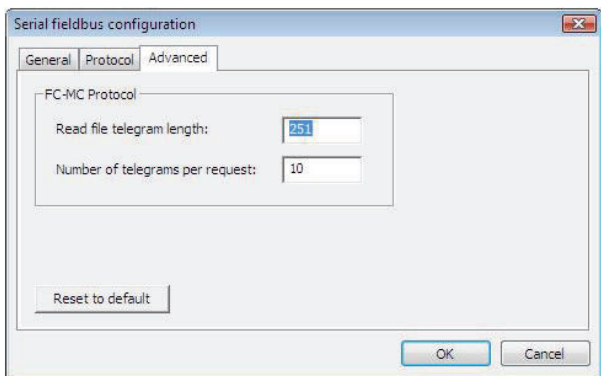 Serial fieldbus configuration
General Protocol Advanced
FC-MC Protocol
Read file telegram length: 251
Number of telegrams per request: 10
Reset to default
OK Cancel